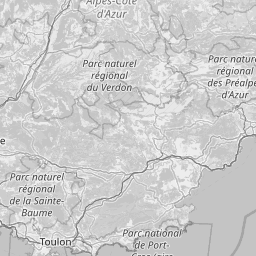 Alpes-Côte
d'Azur
Parc naturel
régional
du Verdon
Parc naturel
régional
des Préalpe
d'Azur
e
Parc naturel
régional
de la Sainte-
Baume
Toulon
Parc national
de Port-